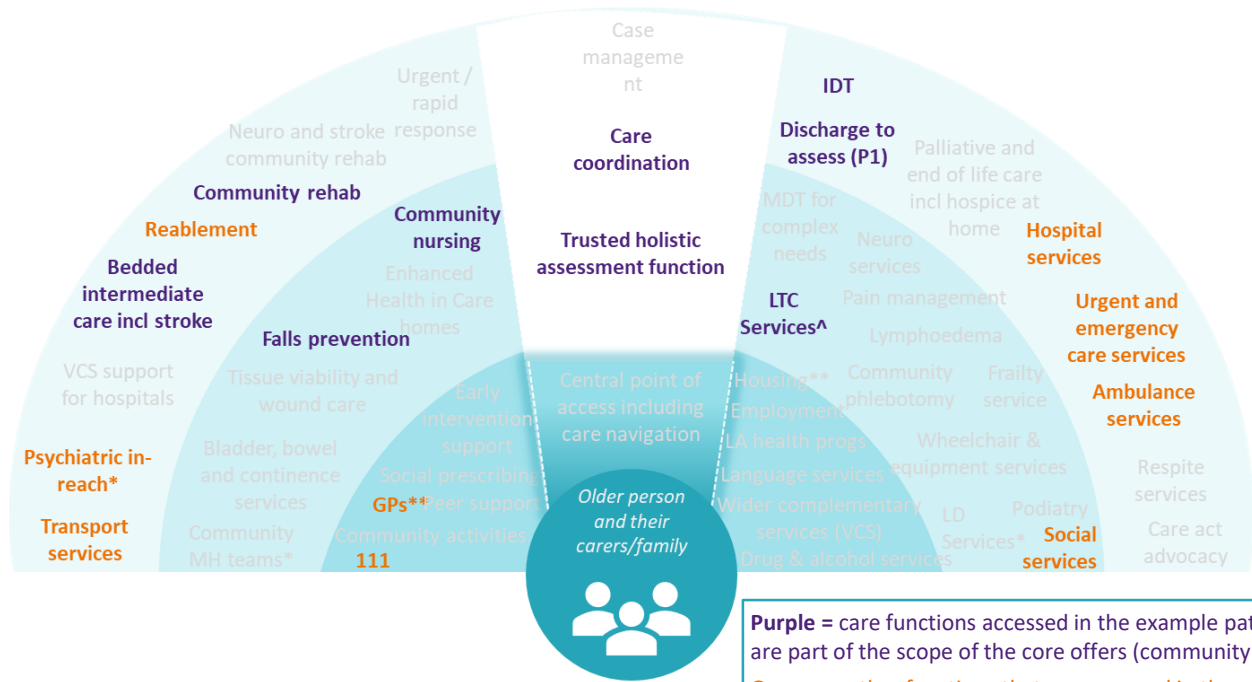 Case
manageme
nt
Care
coordination
Trusted holistic
assessment function
Central point of
access including
care navigation
Older person
and their
carers/family
Urgent /
rapid
response
Neuro and stroke
community rehab
Community rehab
Reablement
Bedded
intermediate
care incl stroke
VCS support
for hospitals
Psychiatric in-
reach*
Transport
services
Community
nursing
Enhanced
Health in Care
homes
Falls prevention
Tissue viability and
wound care
Bladder, bowel
and continence
services
Community
MH teams*
Early
intervention
support
Social prescribing
GPs**
Peer support
Community activities
111
IDT
Discharge to
assess (P1)
Palliative and
end of life care
incl hospice at
home
Hospital
services
Urgent and
emergency
care services
Ambulance
services
Respite
services
Care act
advocacy
MDT for
complex
needs
Neuro
services
LTC
Services^
Pain management
Lymphoedema
Community
phlebotomy
Frailty
service
Wheelchair &
equipment services
LD
Services*
Podiatry
Social
services
Housing**
Employment
LA health progs
Language services
Wider complementary
services (VCS)
Drug & alcohol services
Purple = care functions accessed in the example pat
are part of the scope of the core offers (community